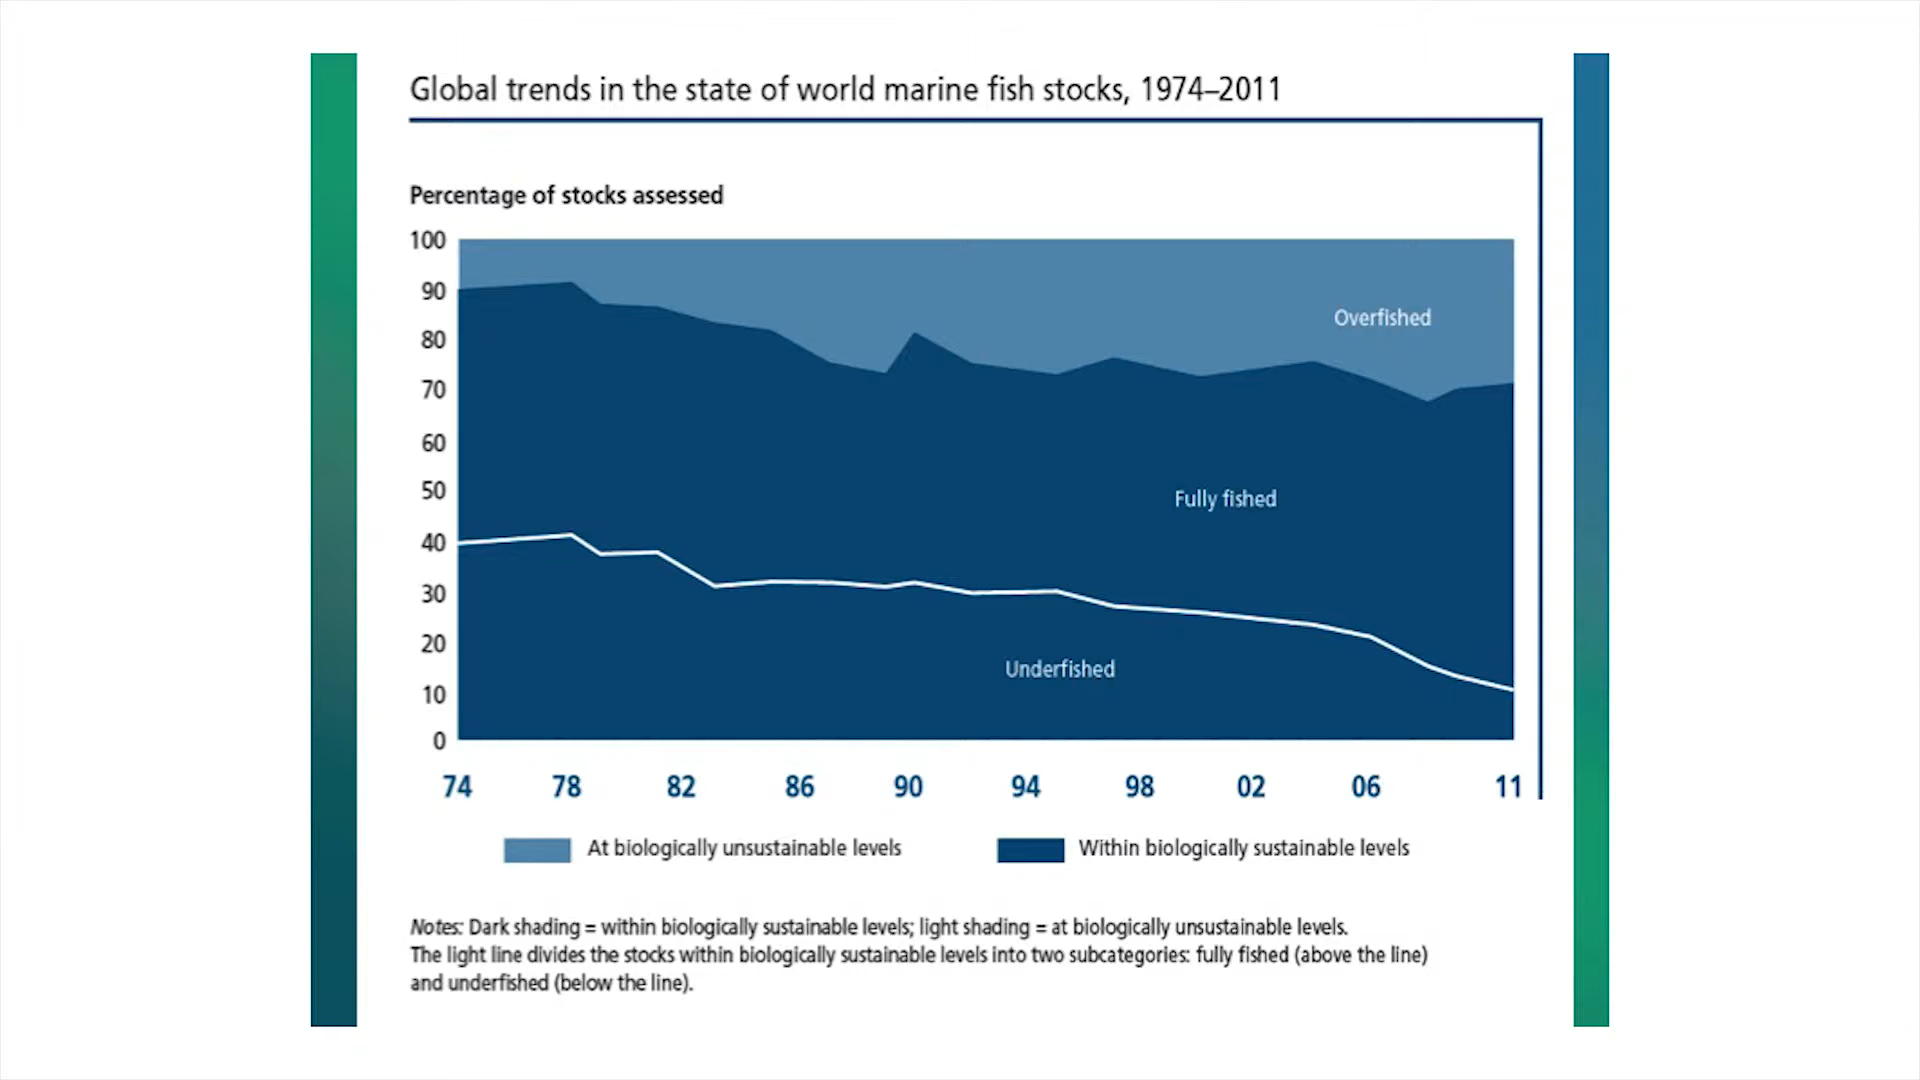 Global trends in the state of world marine fish stocks, 1974–2011
Percentage of stocks assessed
100
90
80
70
60
50
40
30
20
10
0
Overfished
Fully fished
Underfished
74 78 82 86 90 94 98 02 06 11
At biologically unsustainable levels Within biologically sustainable levels
Notes: Dark shading = within biologically sustainable levels; light shading = at biologically unsustainable levels.
The light line divides the stocks within biologically sustainable levels into two subcategories: fully fished (above the line)
and underfished (below the line).